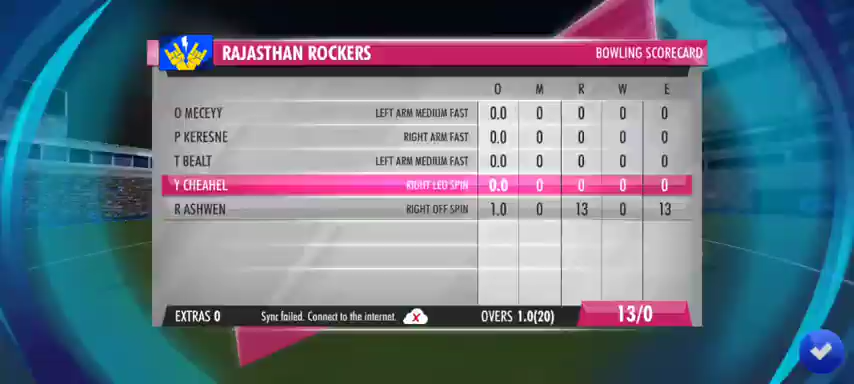 RAJASTHAN ROCKERS BOWLING SCORECARD
O M R W E
O MECEYY LEFT ARM MEDIUM FAST 0.0 0 0 0 0
P KERESNE RIGHT ARM FAST 0.0 0 0 0 0
T BEALT LEFT ARM MEDIUM FAST 0.0 0 0 0 0
Y CHEAHEL RIGHT LEG SPIN 0.0 0 0 0 0
R ASHWEN RIGHT OFF SPIN 1.0 0 13 0 13
EXTRAS 0 Sync failed. Connect to the internet. OVERS 1.0(20) 13/0